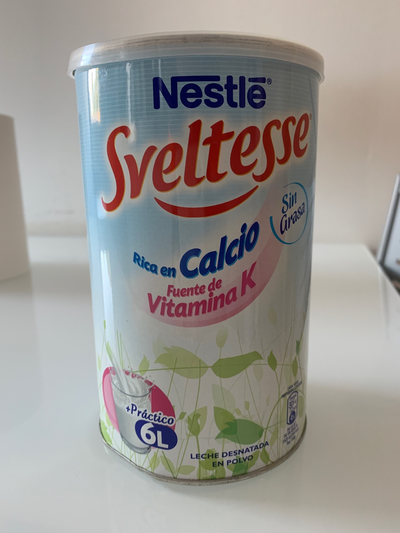 Nestlé
Sveltesse
Sin
Grasa
Rica en Calcio
Fuente de
Vitamina K
+Práctico
6L
LECHE DESNATADA
EN POLVO